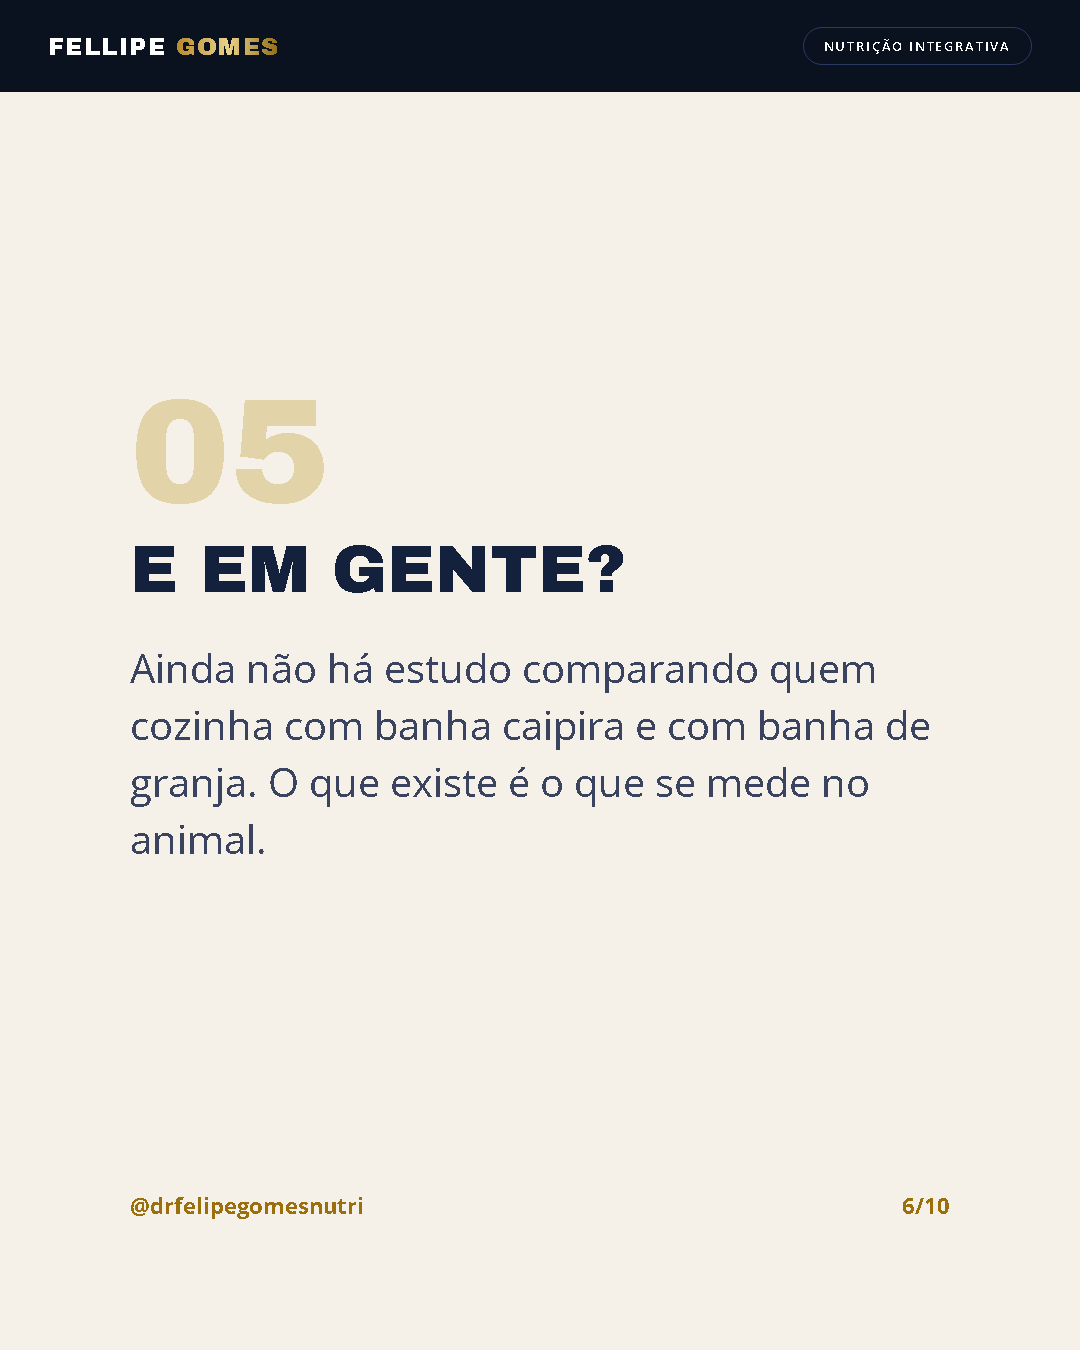 FELLIPE GOMES
NUTRIÇÃO INTEGRATIVA
05
E EM GENTE?
Ainda não há estudo comparando quem
cozinha com banha caipira e com banha de
granja. O que existe é o que se mede no
animal.
@drfelipegomesnutri
6/10